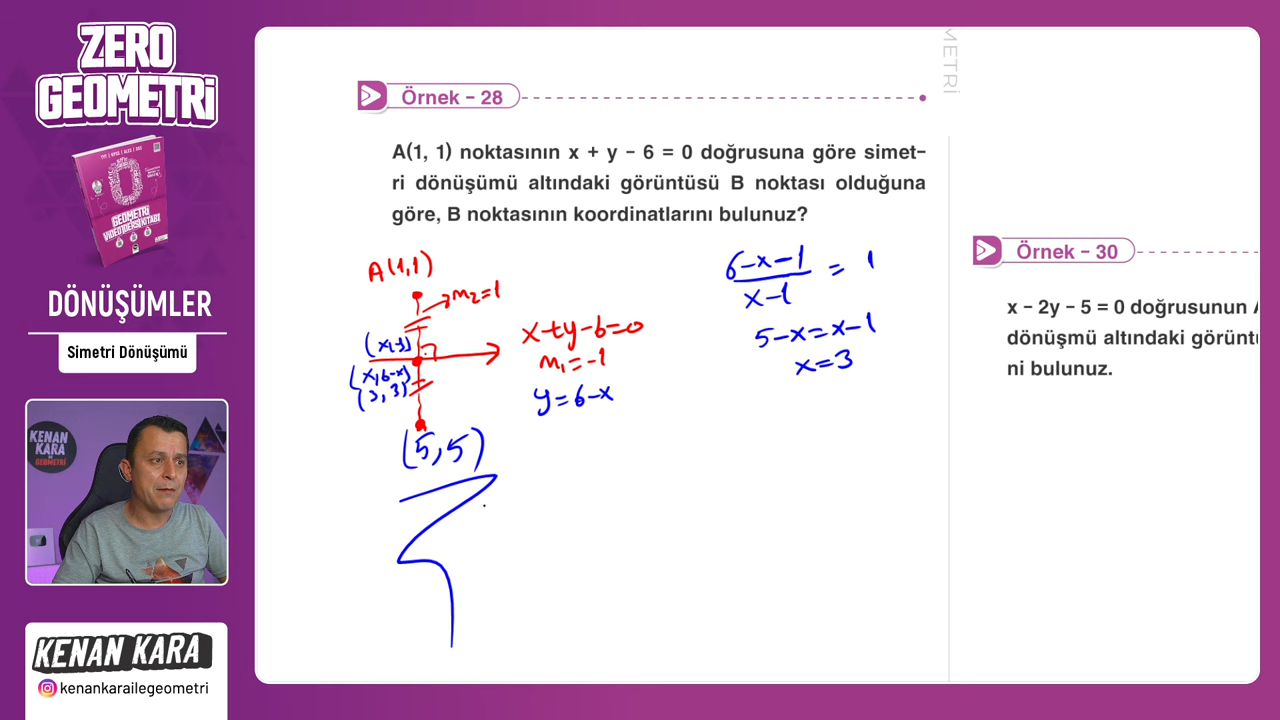 ZERO
GEOMETRİ
GEOMETRİ
VİDEO DERS KİTABI
DÖNÜŞÜMLER
Simetri Dönüşümü
KENAN
KARA
İLE
GEOMETRİ
KENAN KARA
kenankarailegeometri
METRİ
Örnek - 28
A(1, 1) noktasının x + y - 6 = 0 doğrusuna göre simet-
ri dönüşümü altındaki görüntüsü B noktası olduğuna
göre, B noktasının koordinatlarını bulunuz?
A(1,1)
m₂=1
(x,y)
x+y-6=0
m₁=-1
y=6-x
(x,6-x)
(3,3)
(5,5)
6-x-1
x-1
= 1
5-x=x-1
x=3
Örnek - 30
x - 2y - 5 = 0 doğrusunun
dönüşmü altındaki görüntü
ni bulunuz.